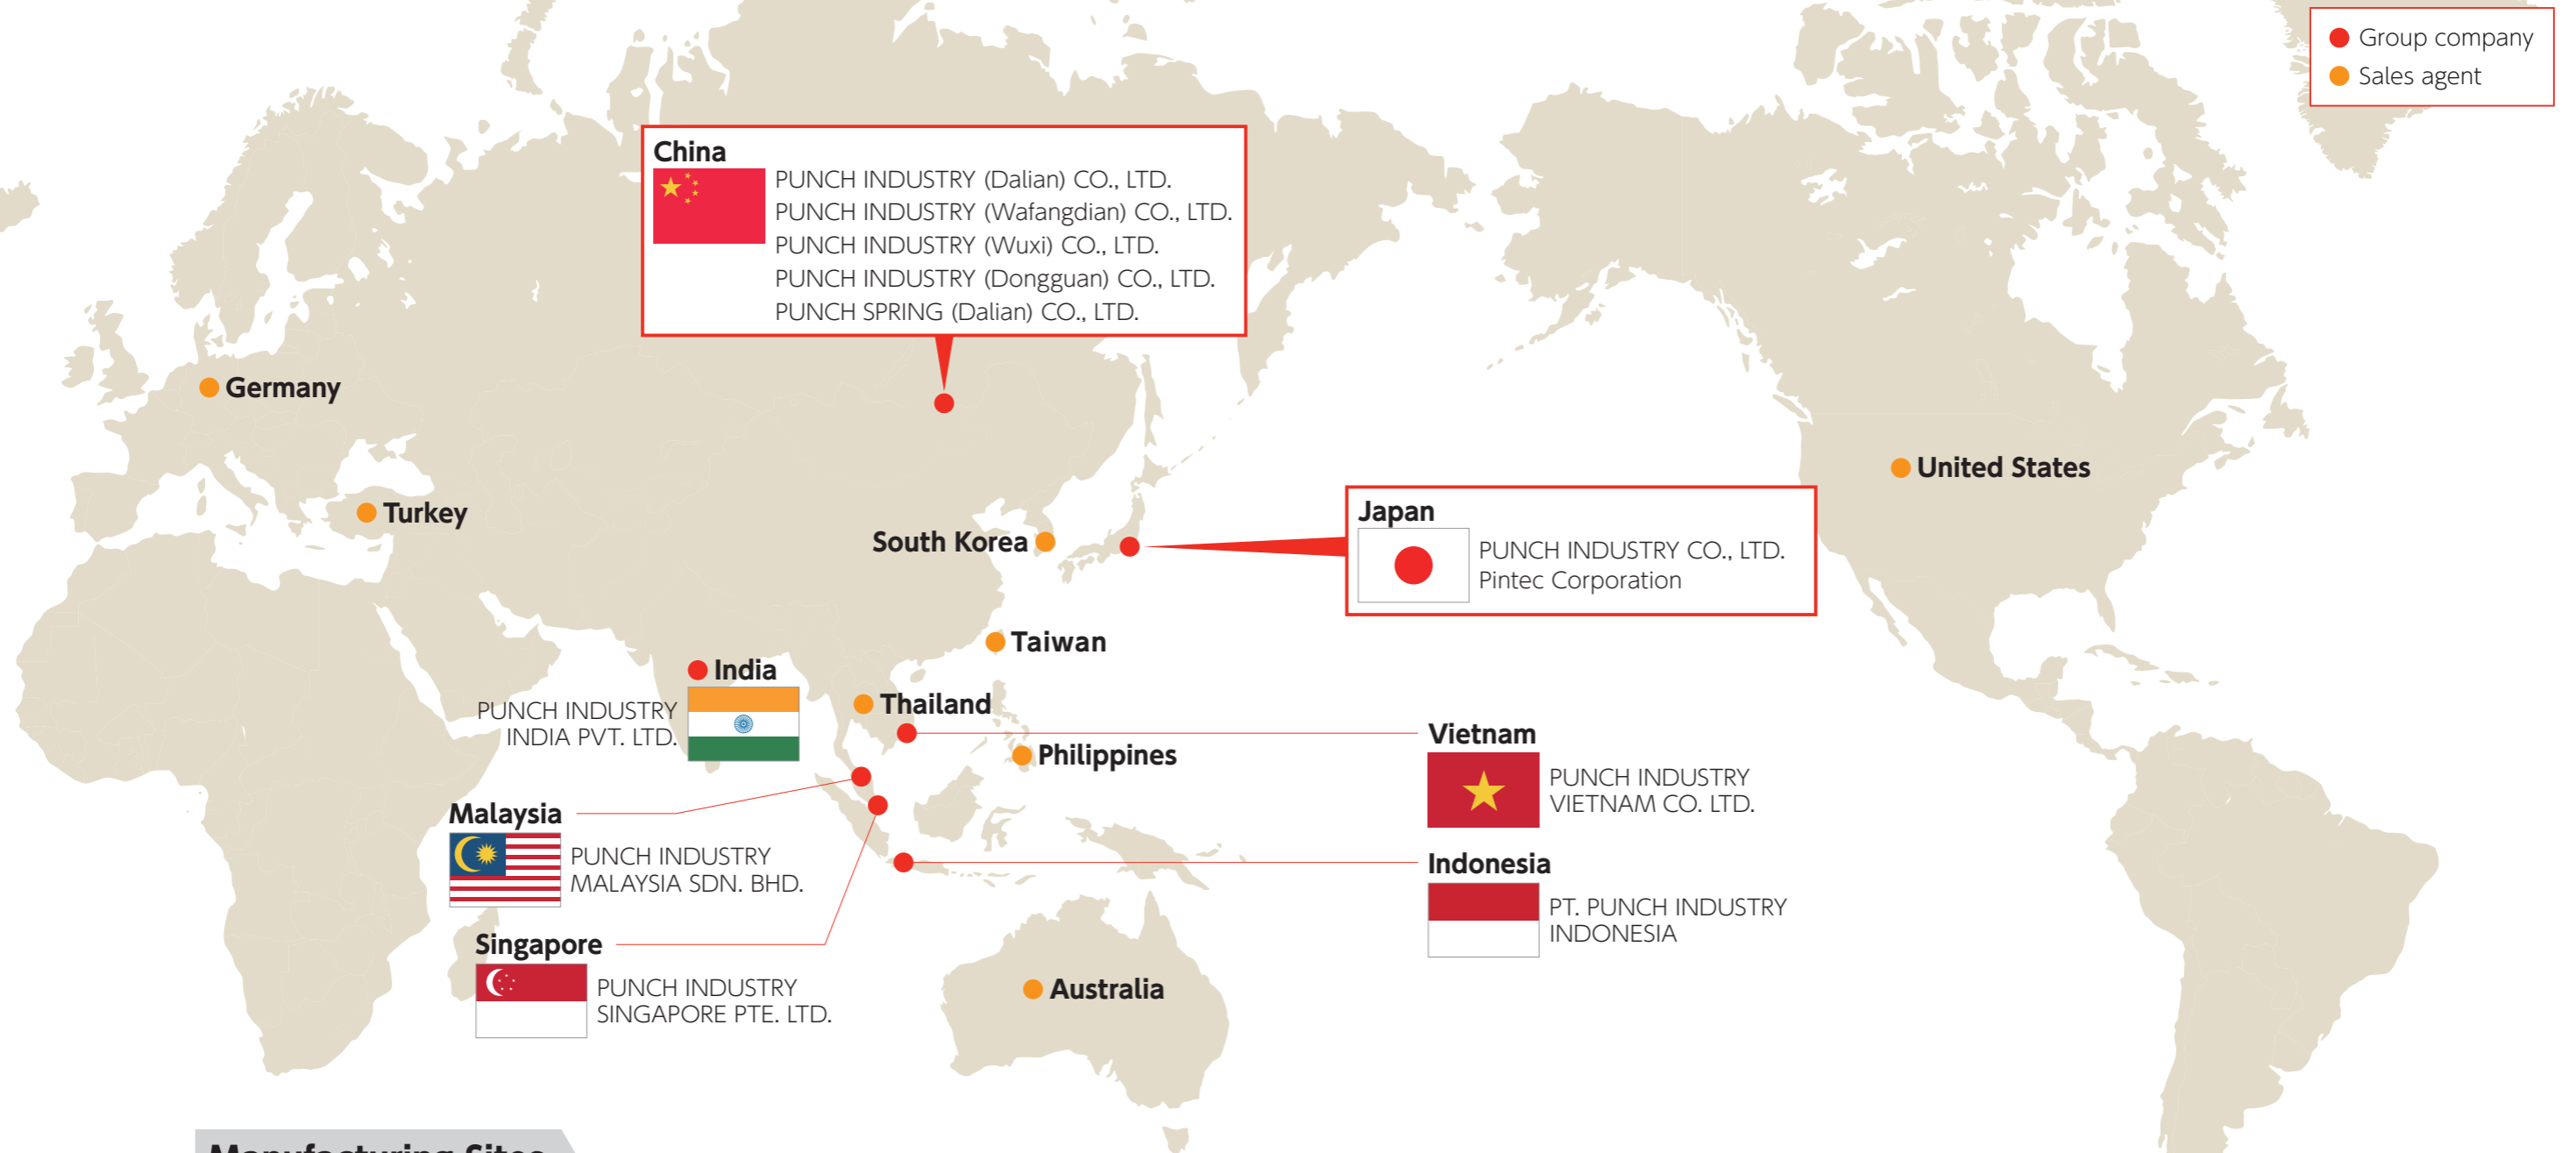 Group company
Sales agent
China
PUNCH INDUSTRY (Dalian) CO., LTD.
PUNCH INDUSTRY (Wafangdian) CO., LTD.
PUNCH INDUSTRY (Wuxi) CO., LTD.
PUNCH INDUSTRY (Dongguan) CO., LTD.
PUNCH SPRING (Dalian) CO., LTD.
Germany
United States
Turkey
Japan
PUNCH INDUSTRY CO., LTD.
Pintec Corporation
South Korea
Taiwan
India
PUNCH INDUSTRY
INDIA PVT. LTD.
Thailand
Philippines
Vietnam
PUNCH INDUSTRY
VIETNAM CO. LTD.
Malaysia
PUNCH INDUSTRY
MALAYSIA SDN. BHD.
Indonesia
PT. PUNCH INDUSTRY
INDONESIA
Singapore
PUNCH INDUSTRY
SINGAPORE PTE. LTD.
Australia
Manufacturing Sites